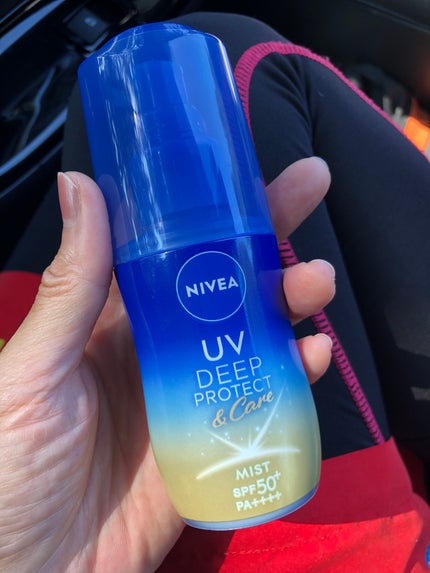 NIVEA
UV
DEEP
PROTECT
& Care
MIST
SPF50+
PA++++